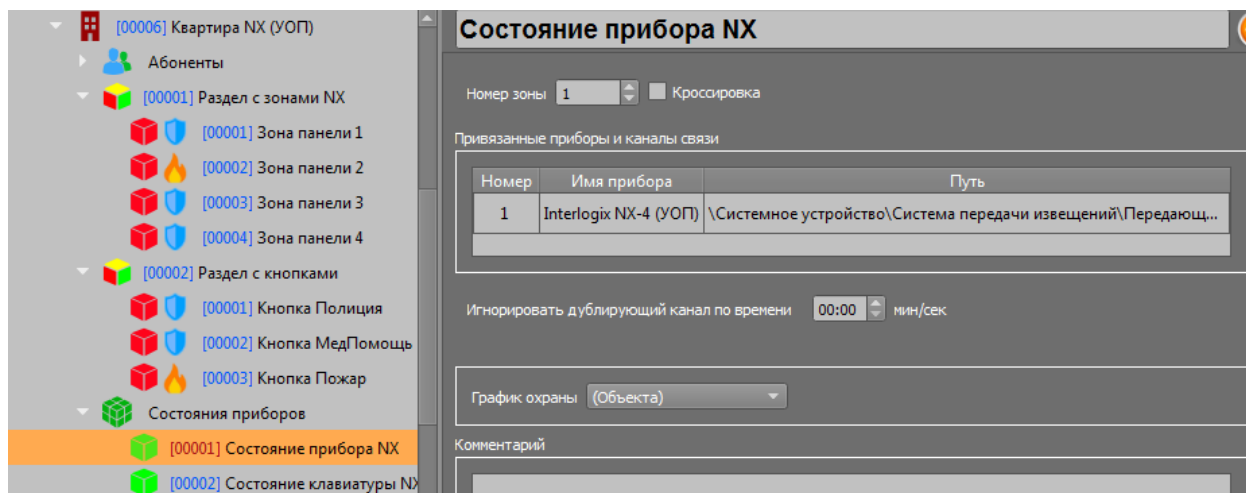 [00006] Квартира NX (УОП)
Абоненты
[00001] Раздел с зонами NX
[00001] Зона панели 1
[00002] Зона панели 2
[00003] Зона панели 3
[00004] Зона панели 4
[00002] Раздел с кнопками
[00001] Кнопка Полиция
[00002] Кнопка МедПомощь
[00003] Кнопка Пожар
Состояния приборов
[00001] Состояние прибора NX
[00002] Состояние клавиатуры NX
Состояние прибора NX
Номер зоны 1 Кроссировка
Привязанные приборы и каналы связи
Номер Имя прибора Путь
1 Interlogix NX-4 (УОП) \Системное устройство\Система передачи извещений\Передающ...
Игнорировать дублирующий канал по времени 00:00 мин/сек
График охраны (Объекта)
Комментарий